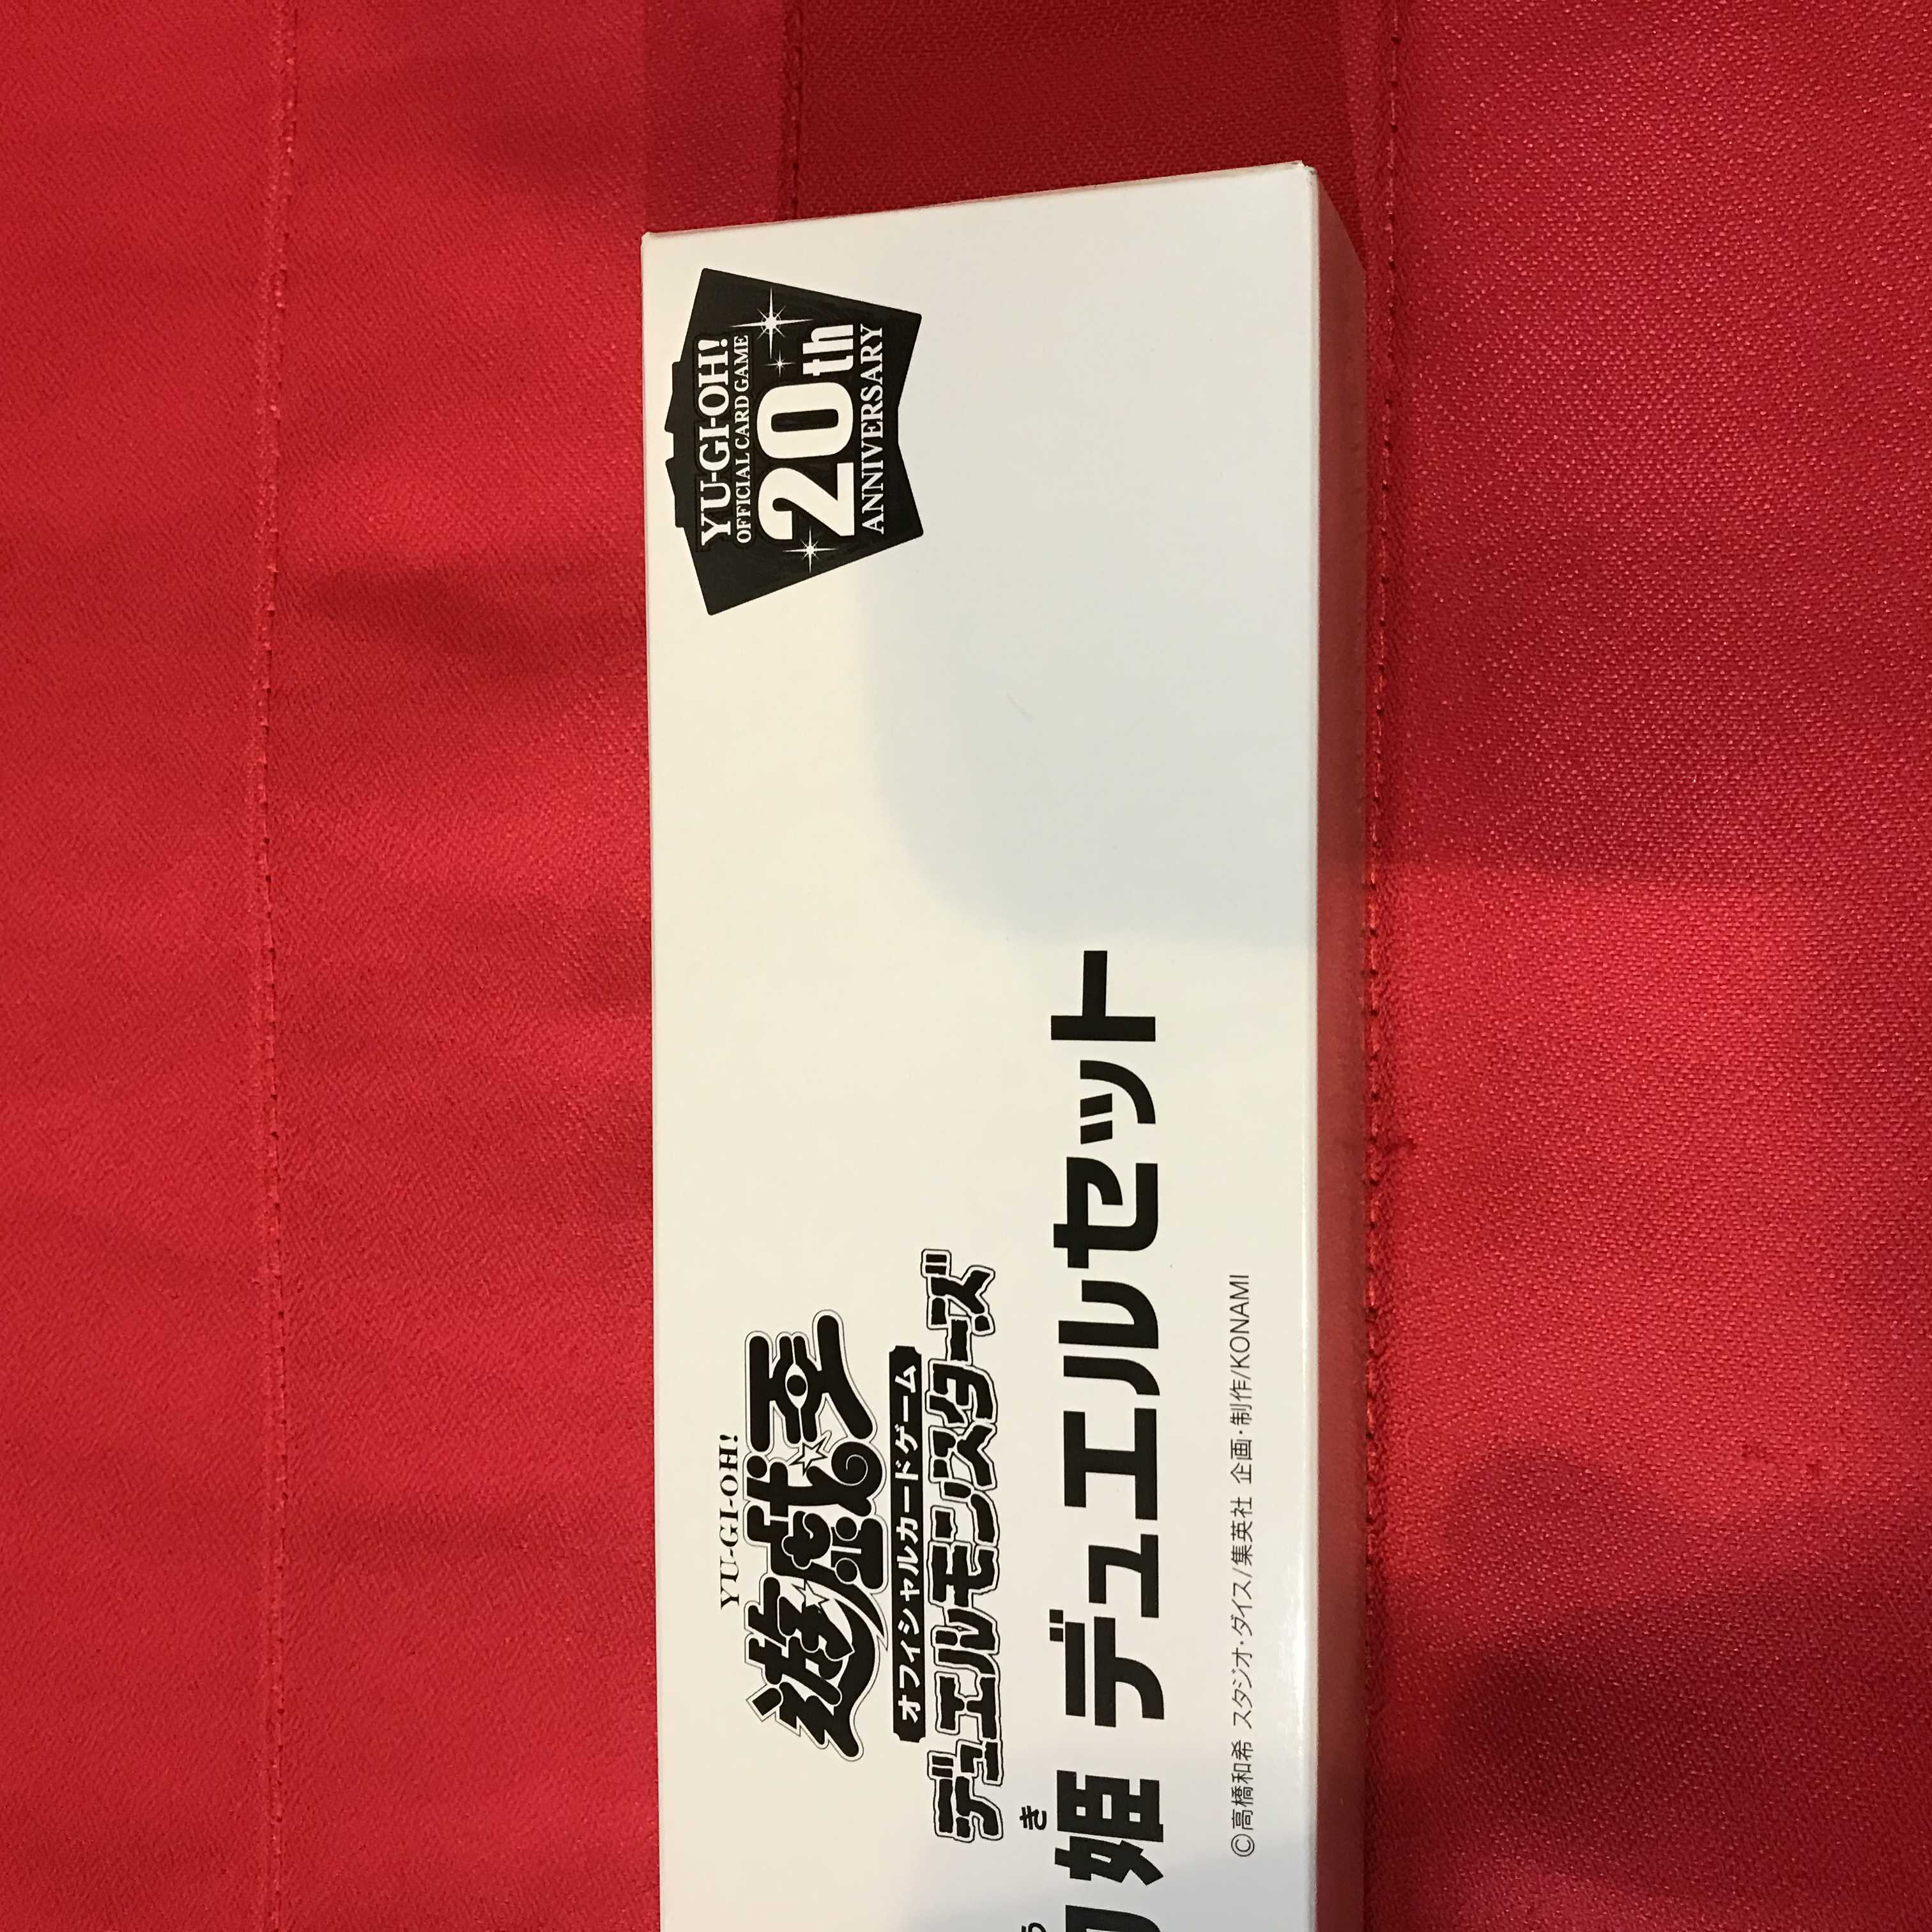 YU-GI-OH!
OFFICIAL CARD GAME
20th
ANNIVERSARY
YU-GI-OH!
遊戯王
オフィシャルカードゲーム
デュエルモンスターズ
き
姫 デュエルセット
©高橋和希 スタジオ・ダイス/集英社 企画・制作/KONAMI